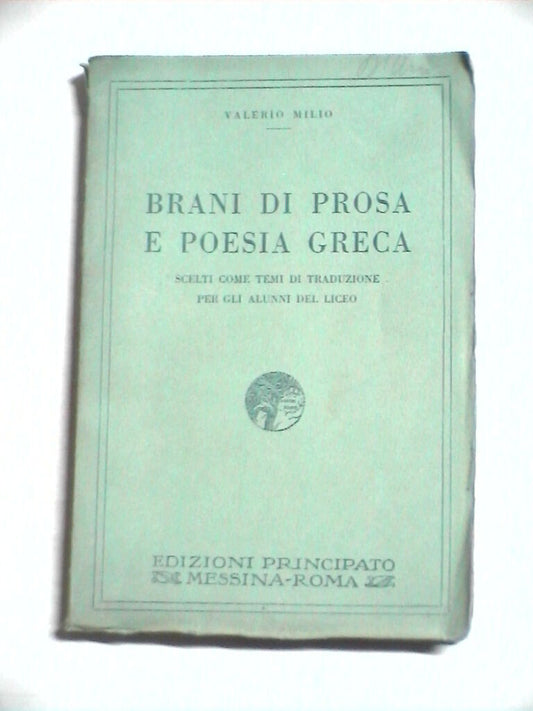 VALERIO MILIO
BRANI DI PROSA
E POESIA GRECA
SCELTI COME TEMI DI TRADUZIONE
PER GLI ALUNNI DEL LICEO
EDIZIONI PRINCIPATO
MESSINA-ROMA